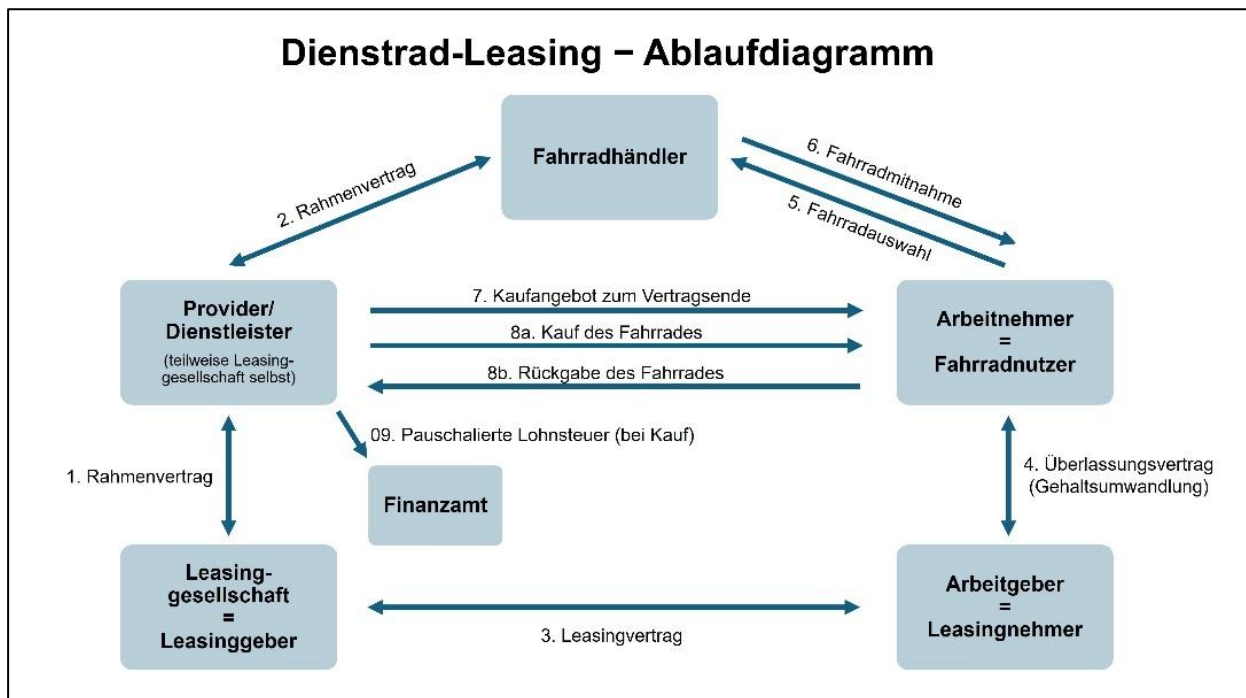 Dienstrad-Leasing − Ablaufdiagramm
Fahrradhändler
2. Rahmenvertrag
6. Fahrradmitnahme
5. Fahrradauswahl
Provider/
Dienstleister
(teilweise Leasing-
gesellschaft selbst)
7. Kaufangebot zum Vertragsende
8a. Kauf des Fahrrades
8b. Rückgabe des Fahrrades
Arbeitnehmer
=
Fahrradnutzer
09. Pauschalierte Lohnsteuer (bei Kauf)
1. Rahmenvertrag
Finanzamt
4. Überlassungsvertrag
(Gehaltsumwandlung)
Leasing-
gesellschaft
=
Leasinggeber
3. Leasingvertrag
Arbeitgeber
=
Leasingnehmer